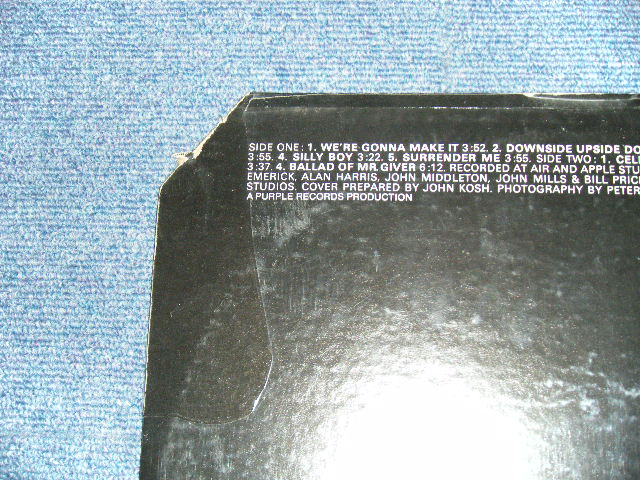 SIDE ONE: 1. WE'RE GONNA MAKE IT 3:52. 2. DOWNSIDE UPSIDE DO
3:55. 4. SILLY BOY 3:22. 5. SURRENDER ME 3:55. SIDE TWO: 1. CEL
3:37. 4. BALLAD OF MR. GIVER 6:12. RECORDED AT AIR AND APPLE STU
EMERICK, ALAN HARRIS, JOHN MIDDLETON, JOHN MILLS & BILL PRIC
STUDIOS. COVER PREPARED BY JOHN KOSH. PHOTOGRAPHY BY PETER
A PURPLE RECORDS PRODUCTION